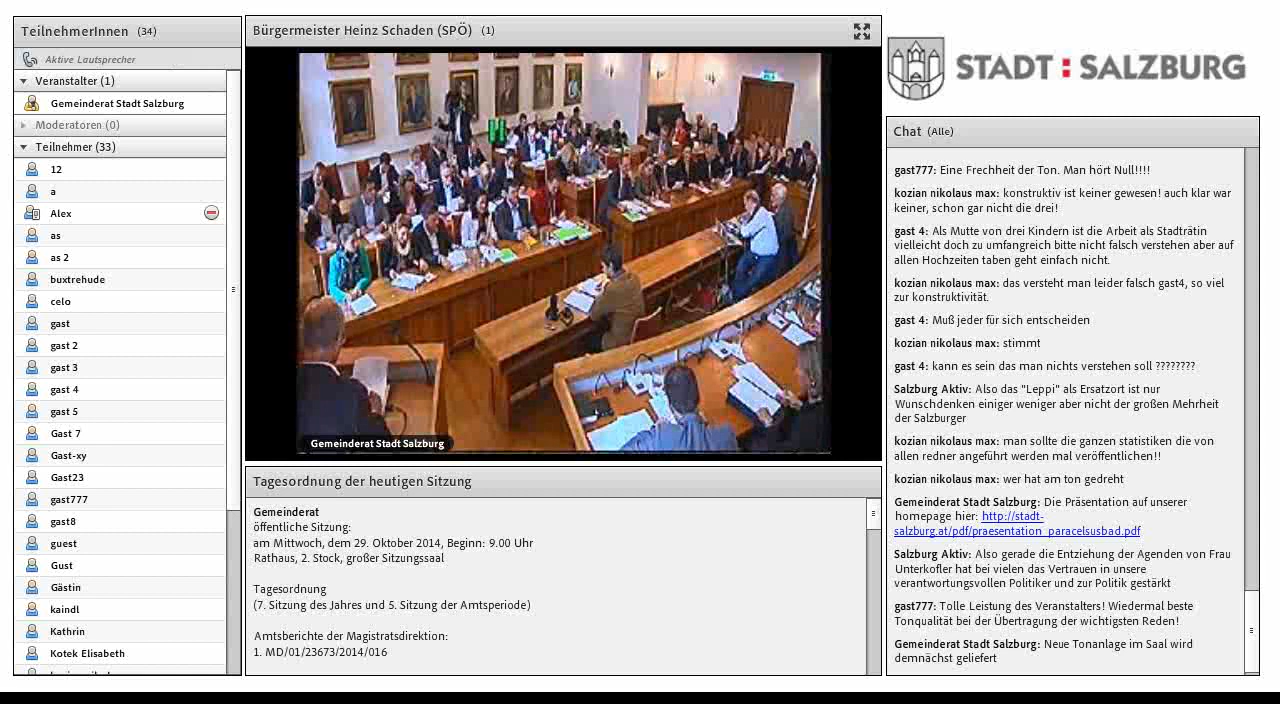 TeilnehmerInnen (34)
Aktive Lautsprecher
Veranstalter (1)
Gemeinderat Stadt Salzburg
Moderatoren (0)
Teilnehmer (33)
12
a
Alex
as
as 2
buxtrehude
celo
gast
gast 2
gast 3
gast 4
gast 5
Gast 7
Gast-xy
Gast23
gast777
gast8
guest
Gust
Gästin
kaindl
Kathrin
Kotek Elisabeth
Bürgermeister Heinz Schaden (SPÖ) (1)
Gemeinderat Stadt Salzburg
Tagesordnung der heutigen Sitzung
Gemeinderat
öffentliche Sitzung:
am Mittwoch, dem 29. Oktober 2014, Beginn: 9.00 Uhr
Rathaus, 2. Stock, großer Sitzungssaal
Tagesordnung
(7. Sitzung des Jahres und 5. Sitzung der Amtsperiode)
Amtsberichte der Magistratsdirektion:
1. MD/01/23673/2014/016
STADT : SALZBURG
Chat (Alle)
gast777: Eine Frechheit der Ton. Man hört Null!!!!
kozian nikolaus max: konstruktiv ist keiner gewesen! auch klar war
keiner, schon gar nicht die drei!
gast 4: Als Mutte von drei Kindern ist die Arbeit als Stadträtin
vielleicht doch zu umfangreich bitte nicht falsch verstehen aber auf
allen Hochzeiten taben geht einfach nicht.
kozian nikolaus max: das versteht man leider falsch gast4, so viel
zur konstruktivität.
gast 4: Muß jeder für sich entscheiden
kozian nikolaus max: stimmt
gast 4: kann es sein das man nichts verstehen soll ????????
Salzburg Aktiv: Also das "Leppi" als Ersatzort ist nur
Wunschdenken einiger weniger aber nicht der großen Mehrheit
der Salzburger
kozian nikolaus max: man sollte die ganzen statistiken die von
allen redner angeführt werden mal veröffentlichen!!
kozian nikolaus max: wer hat am ton gedreht
Gemeinderat Stadt Salzburg: Die Präsentation auf unserer
homepage hier: http://stadt-
salzburg.at/pdf/praesentation_paracelsusbad.pdf
Salzburg Aktiv: Also gerade die Entziehung der Agenden von Frau
Unterkofler hat bei vielen das Vertrauen in unsere
verantwortungsvollen Politiker und zur Politik gestärkt
gast777: Tolle Leistung des Veranstalters! Wiedermal beste
Tonqualität bei der Übertragung der wichtigsten Reden!
Gemeinderat Stadt Salzburg: Neue Tonanlage im Saal wird
demnächst geliefert